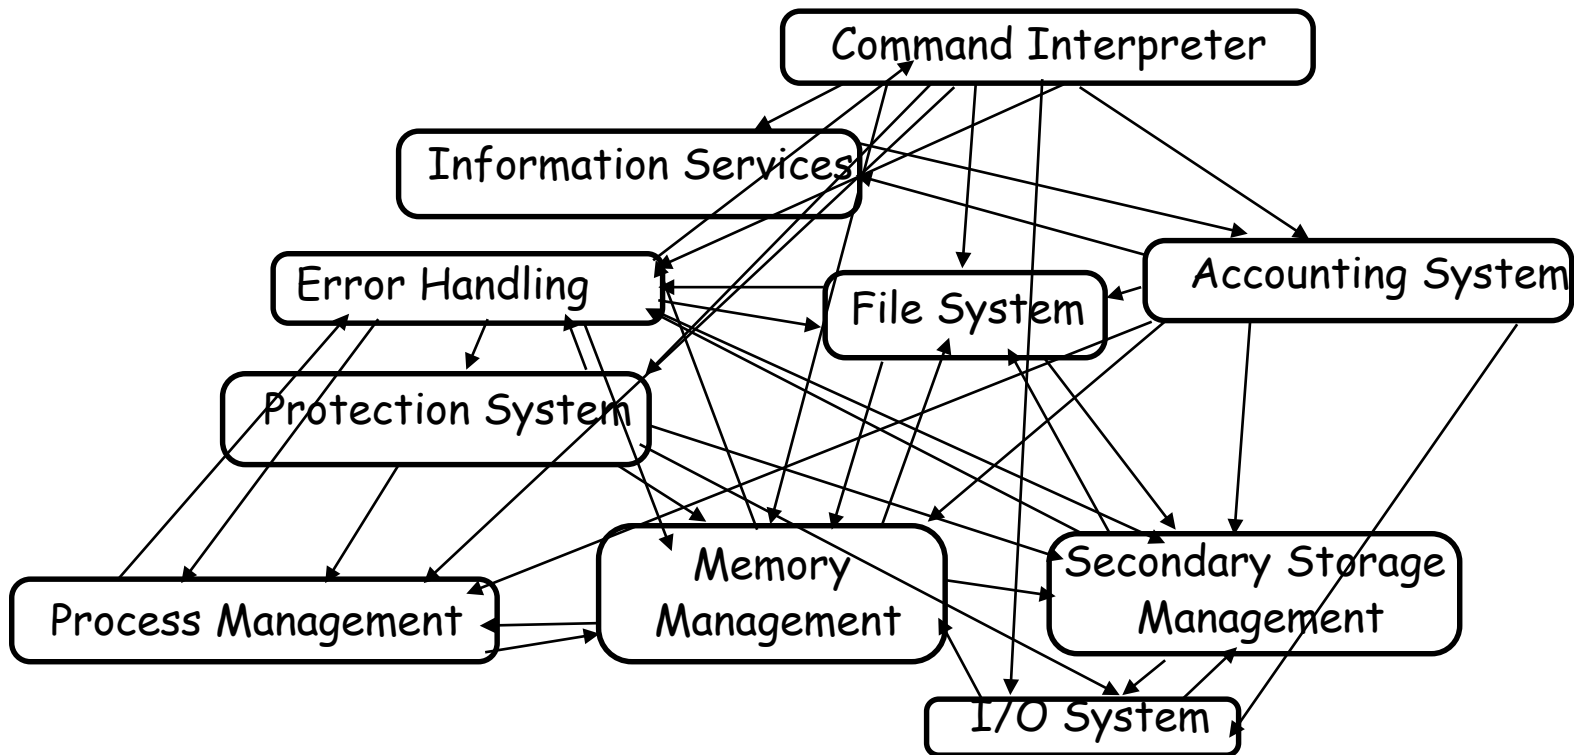 Command Interpreter
Information Services
Error Handling
File System
Accounting System
Protection System
Process Management
Memory
Management
Secondary Storage
Management
I/O System